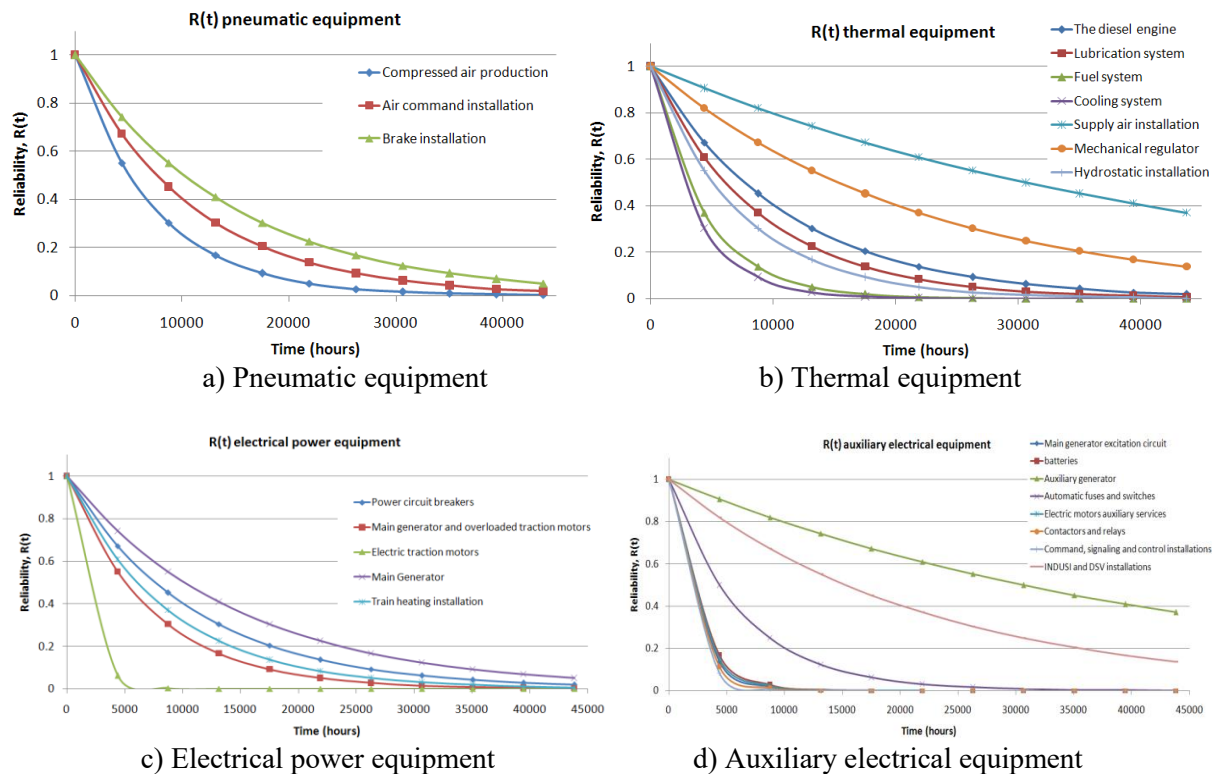 R(t) pneumatic equipment
Reliability, R(t)
1
0.8
0.6
0.4
0.2
0
0
10000
20000
30000
40000
Time (hours)
Compressed air production
Air command installation
Brake installation
a) Pneumatic equipment
R(t) thermal equipment
Reliability, R(t)
1
0.8
0.6
0.4
0.2
0
0
10000
20000
30000
40000
Time (hours)
The diesel engine
Lubrication system
Fuel system
Cooling system
Supply air installation
Mechanical regulator
Hydrostatic installation
b) Thermal equipment
R(t) electrical power equipment
Reliability, R(t)
1
0.8
0.6
0.4
0.2
0
0
5000
10000
15000
20000
25000
30000
35000
40000
45000
Time (hours)
Power circuit breakers
Main generator and overloaded traction motors
Electric traction motors
Main Generator
Train heating installation
c) Electrical power equipment
R(t) auxiliary electrical equipment
Reliability, R(t)
1
0.8
0.6
0.4
0.2
0
0
5000
10000
15000
20000
25000
30000
35000
40000
45000
Time (hours)
Main generator excitation circuit
batteries
Auxiliary generator
Automatic fuses and switches
Electric motors auxiliary services
Contactors and relays
Command, signaling and control installations
INDUSI and DSV installations
d) Auxiliary electrical equipment